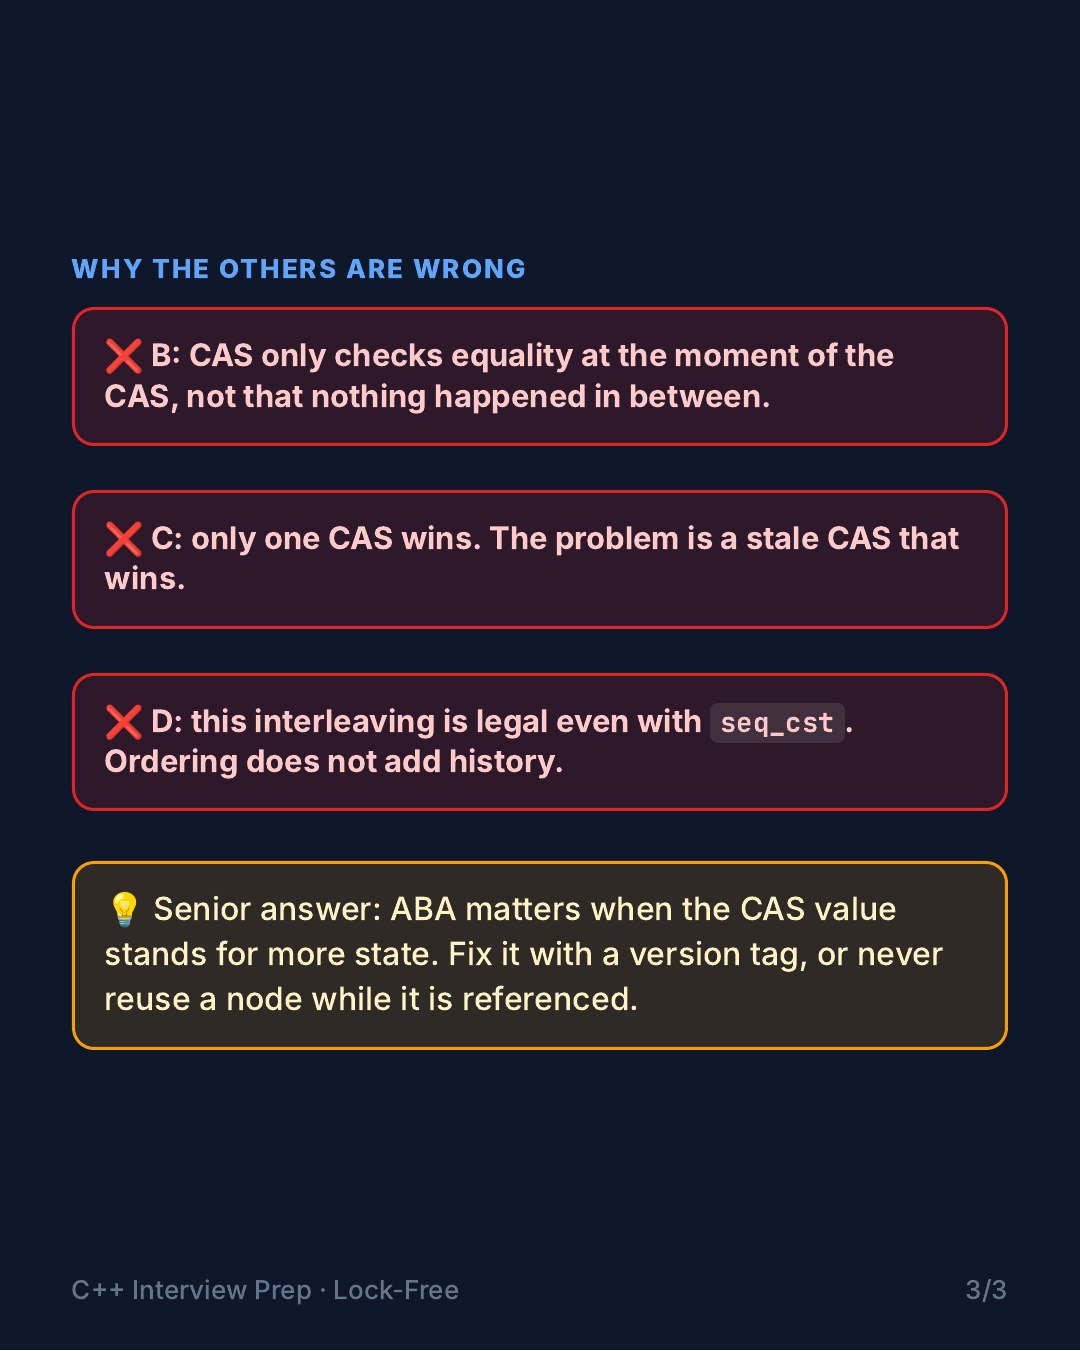 WHY THE OTHERS ARE WRONG
❌ B: CAS only checks equality at the moment of the
CAS, not that nothing happened in between.
❌ C: only one CAS wins. The problem is a stale CAS that
wins.
❌ D: this interleaving is legal even with seq_cst.
Ordering does not add history.
💡 Senior answer: ABA matters when the CAS value
stands for more state. Fix it with a version tag, or never
reuse a node while it is referenced.
C++ Interview Prep · Lock-Free
3/3